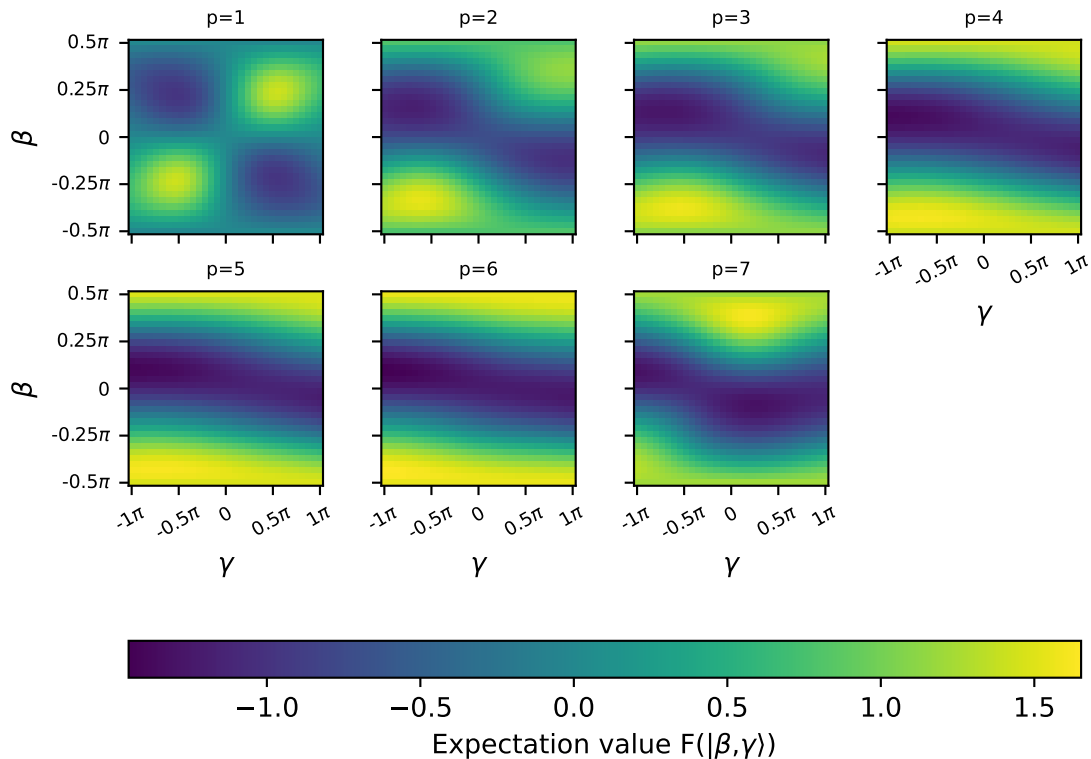 p=1
p=2
p=3
p=4
0.5π
0.25π
0
-0.25π
-0.5π
β
-1π
-0.5π
0
0.5π
1π
γ
p=5
p=6
p=7
0.5π
0.25π
0
-0.25π
-0.5π
β
-1π
-0.5π
0
0.5π
1π
-1π
-0.5π
0
0.5π
1π
-1π
-0.5π
0
0.5π
1π
γ
γ
γ
−1.0
−0.5
0.0
0.5
1.0
1.5
Expectation value F(|β,γ⟩)